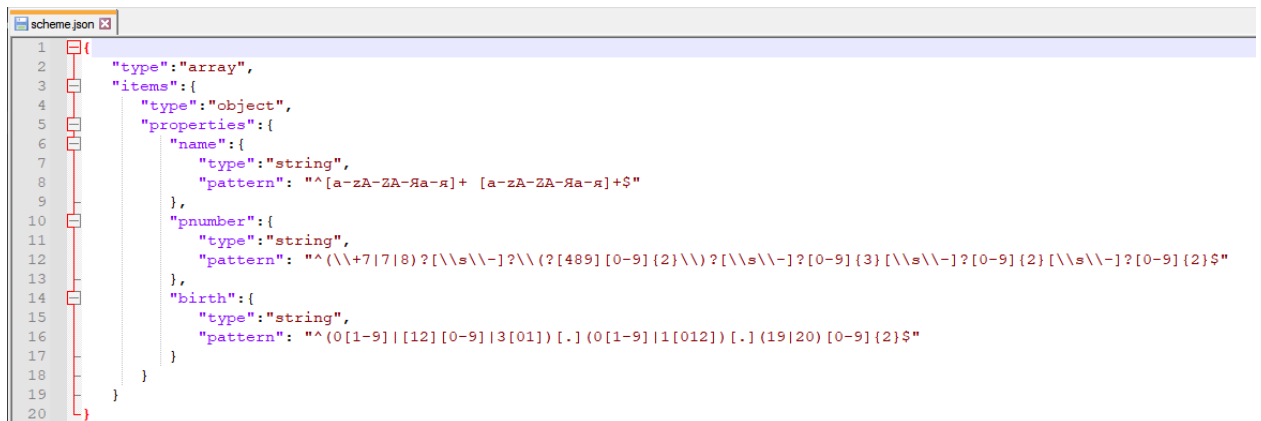 scheme.json
1 {
2 "type":"array",
3 "items":{
4 "type":"object",
5 "properties":{
6 "name":{
7 "type":"string",
8 "pattern": "^[a-zA-ZА-Яа-я]+ [a-zA-ZА-Яа-я]+$"
9 },
10 "pnumber":{
11 "type":"string",
12 "pattern": "^(\\+7|7|8)?[\\s\\-]?\\(?[489][0-9]{2}\\)?[\\s\\-]?[0-9]{3}[\\s\\-]?[0-9]{2}[\\s\\-]?[0-9]{2}$"
13 },
14 "birth":{
15 "type":"string",
16 "pattern": "^(0[1-9]|[12][0-9]|3[01])[.](0[1-9]|1[012])[.](19|20)[0-9]{2}$"
17 }
18 }
19 }
20 }